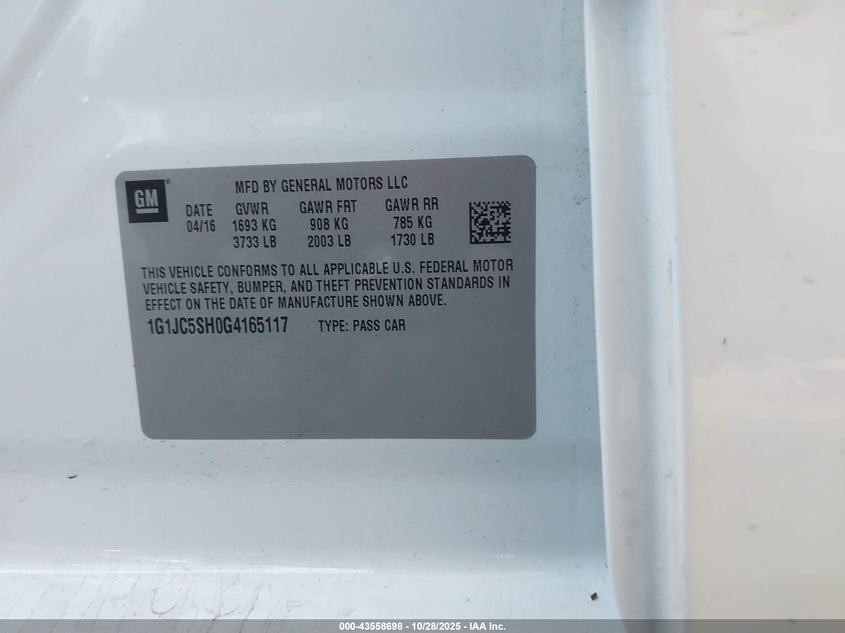 GM ®
MFD BY GENERAL MOTORS LLC
DATE GVWR GAWR FRT GAWR RR
04/16 1693 KG 908 KG 785 KG
3733 LB 2003 LB 1730 LB
THIS VEHICLE CONFORMS TO ALL APPLICABLE U.S. FEDERAL MOTOR
VEHICLE SAFETY, BUMPER, AND THEFT PREVENTION STANDARDS IN
EFFECT ON THE DATE OF MANUFACTURE SHOWN ABOVE.
1G1JC5SH0G4165117 TYPE: PASS CAR
000-43558698 - 10/28/2025 - IAA Inc.